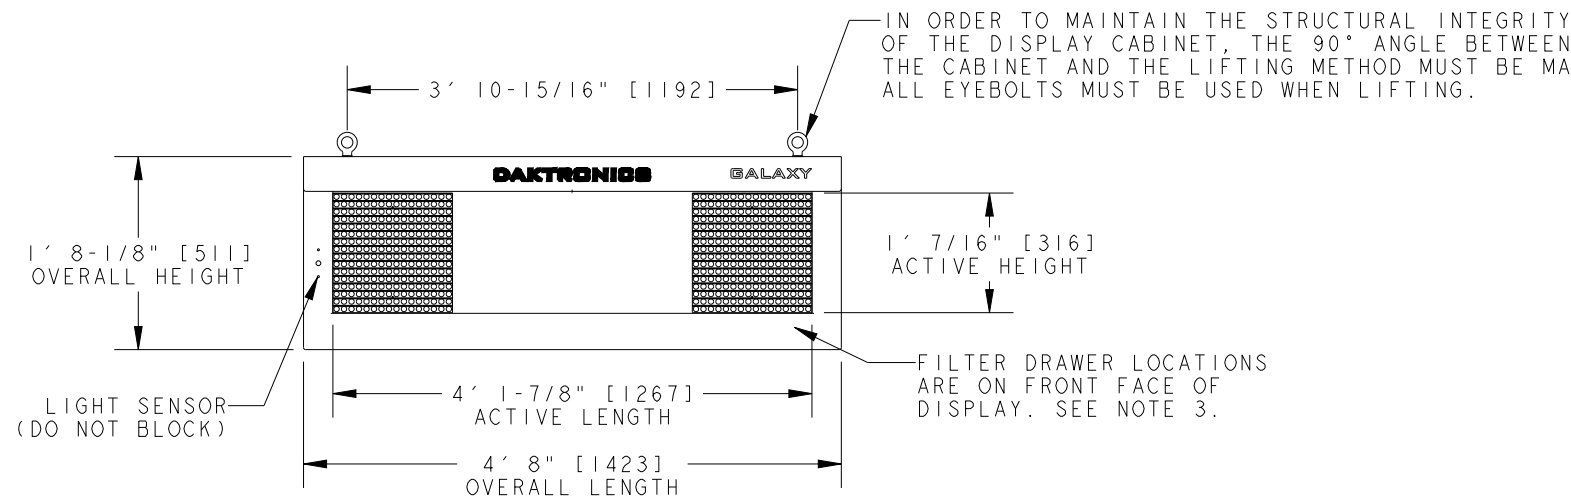 IN ORDER TO MAINTAIN THE STRUCTURAL INTEGRITY
OF THE DISPLAY CABINET, THE 90° ANGLE BETWEEN
THE CABINET AND THE LIFTING METHOD MUST BE MA
ALL EYEBOLTS MUST BE USED WHEN LIFTING.
3′ 10-15/16" [1192]
DAKTRONICS
GALAXY
1′ 8-1/8" [511]
OVERALL HEIGHT
1′ 7/16" [316]
ACTIVE HEIGHT
FILTER DRAWER LOCATIONS
ARE ON FRONT FACE OF
DISPLAY. SEE NOTE 3.
LIGHT SENSOR
(DO NOT BLOCK)
4′ 1-7/8" [1267]
ACTIVE LENGTH
4′ 8" [1423]
OVERALL LENGTH